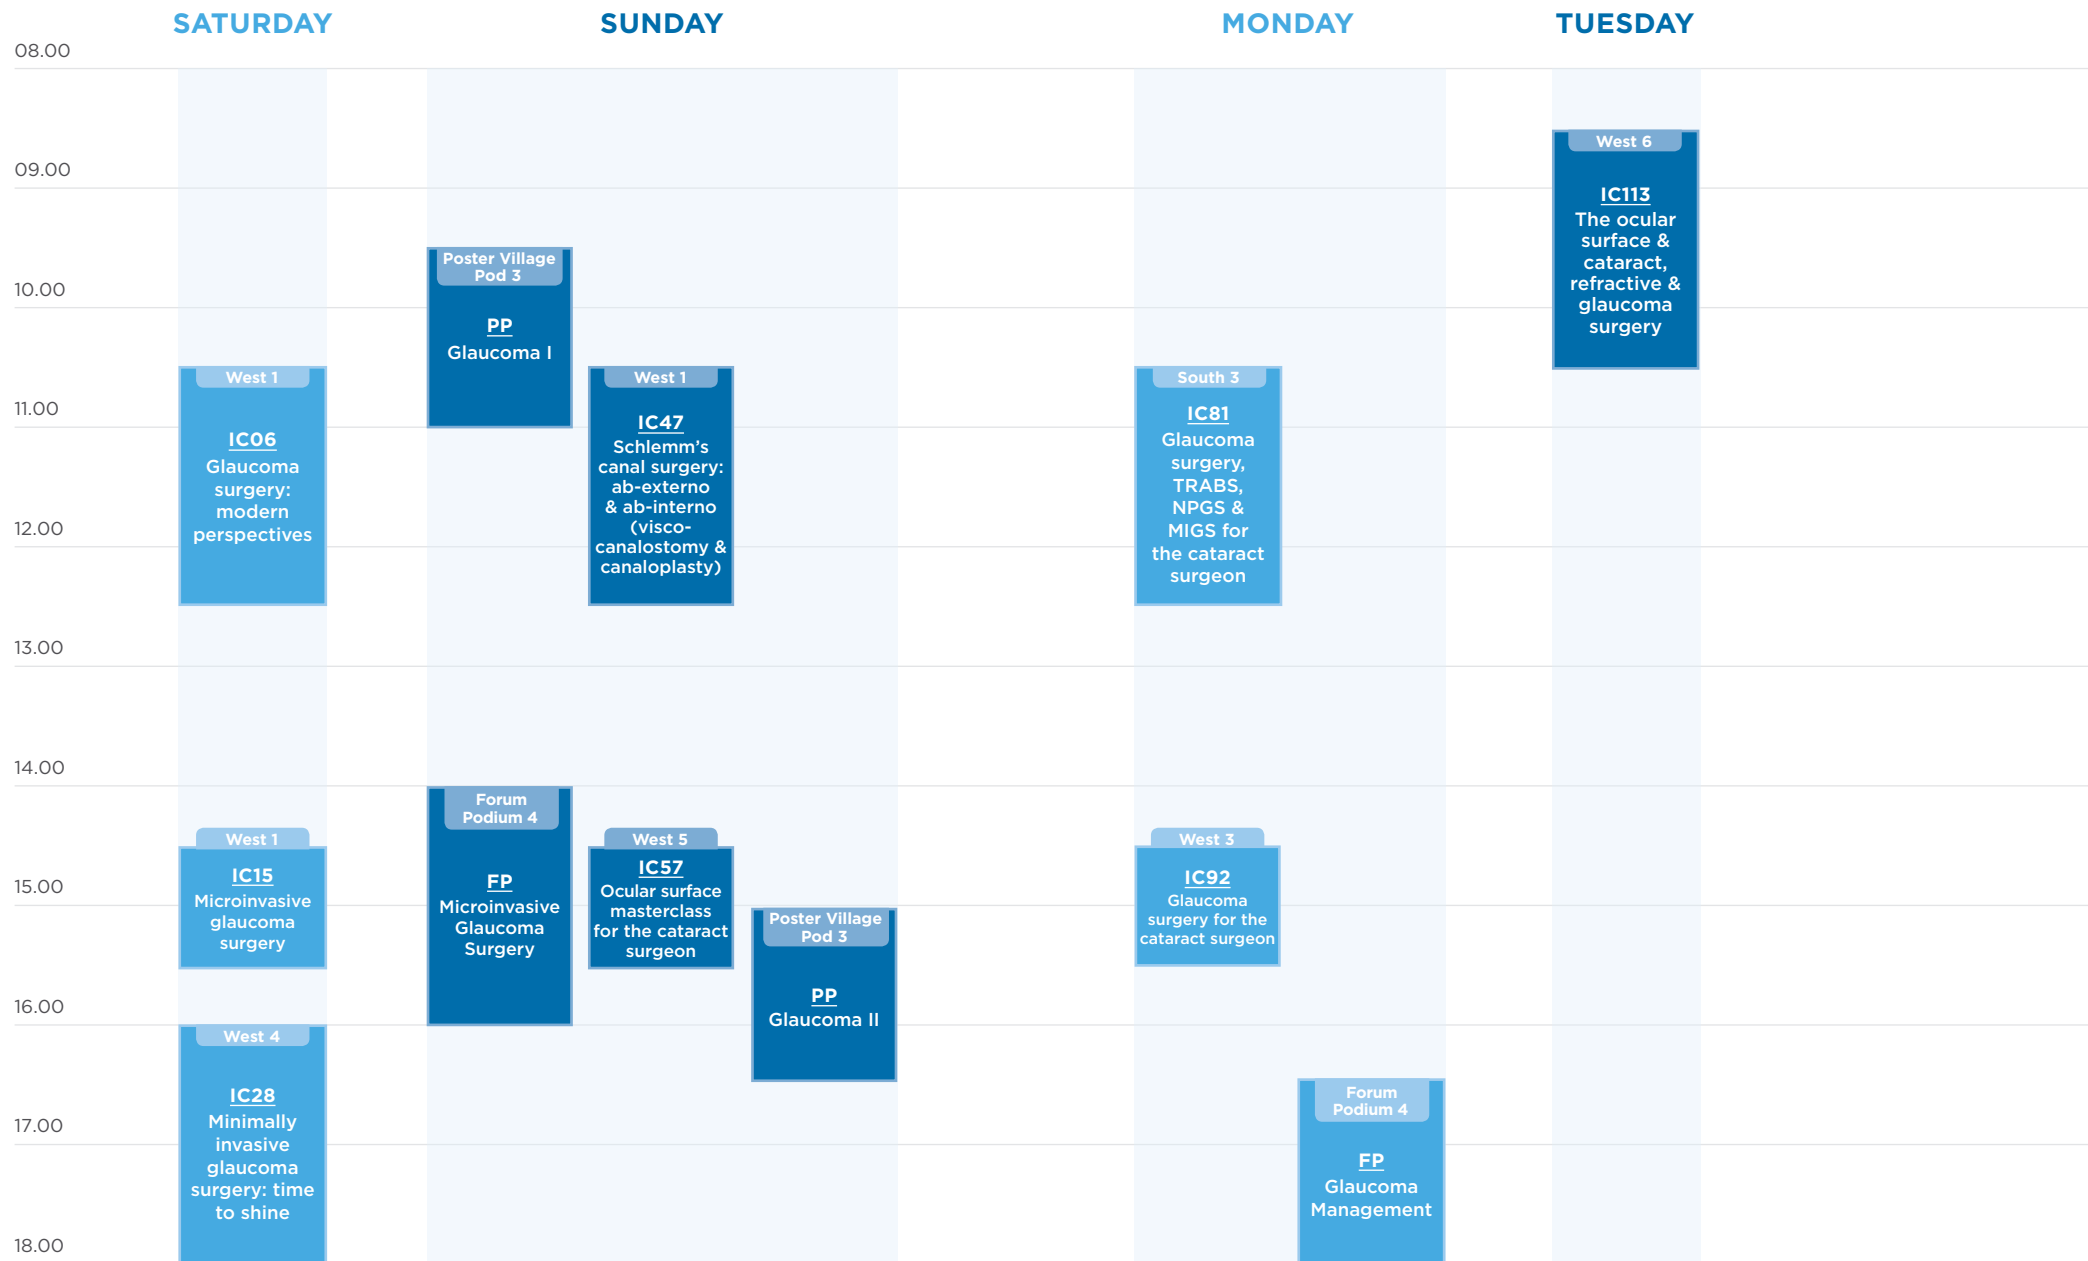 SATURDAY
SUNDAY
MONDAY
TUESDAY
08.00
09.00
10.00
11.00
12.00
13.00
14.00
15.00
16.00
17.00
18.00
West 1
IC06
Glaucoma
surgery:
modern
perspectives
West 1
IC15
Microinvasive
glaucoma
surgery
West 4
IC28
Minimally
invasive
glaucoma
surgery: time
to shine
Poster Village
Pod 3
PP
Glaucoma I
West 1
IC47
Schlemm's
canal surgery:
ab-externo
& ab-interno
(visco-
canalostomy &
canaloplasty)
Forum
Podium 4
FP
Microinvasive
Glaucoma
Surgery
West 5
IC57
Ocular surface
masterclass
for the cataract
surgeon
Poster Village
Pod 3
PP
Glaucoma II
South 3
IC81
Glaucoma
surgery,
TRABS,
NPGS &
MIGS for
the cataract
surgeon
West 3
IC92
Glaucoma
surgery for the
cataract surgeon
Forum
Podium 4
FP
Glaucoma
Management
West 6
IC113
The ocular
surface &
cataract,
refractive &
glaucoma
surgery